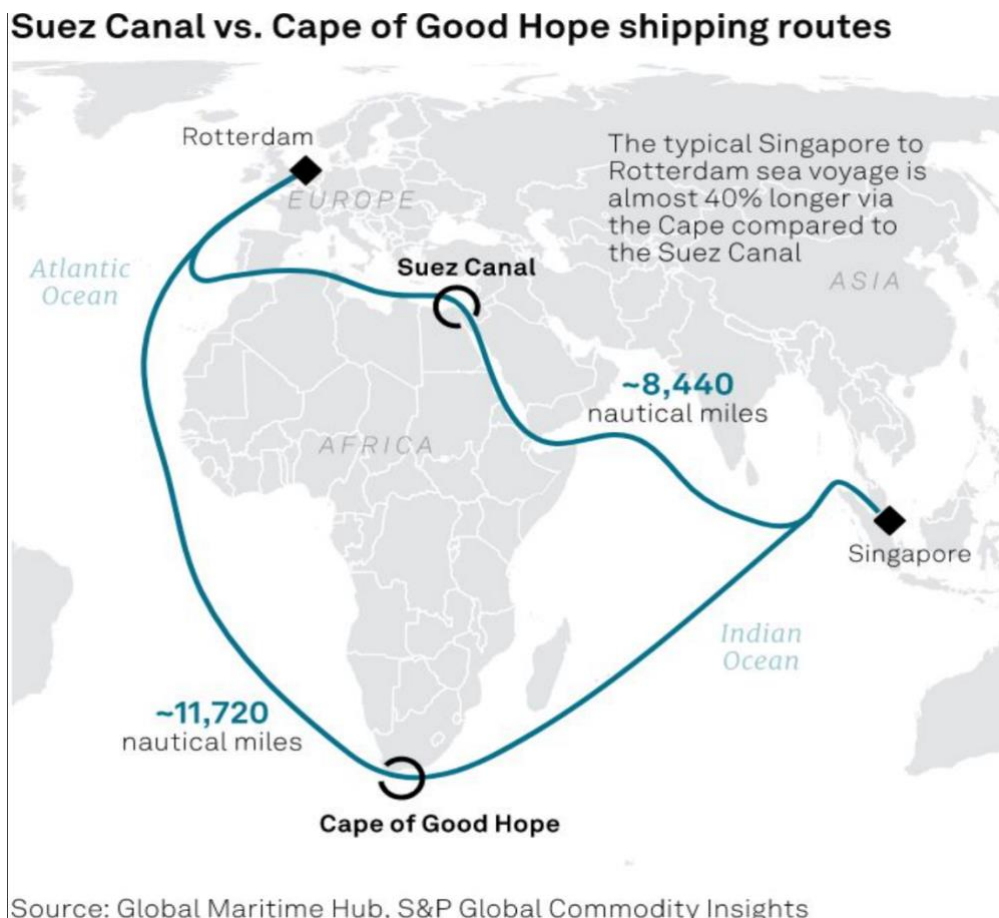 Suez Canal vs. Cape of Good Hope shipping routes
Rotterdam
The typical Singapore to
Rotterdam sea voyage is
almost 40% longer via
the Cape compared to
the Suez Canal
EUROPE
Atlantic
Ocean
Suez Canal
ASIA
~8,440
nautical miles
AFRICA
Singapore
Indian
Ocean
~11,720
nautical miles
Cape of Good Hope
Source: Global Maritime Hub, S&P Global Commodity Insights